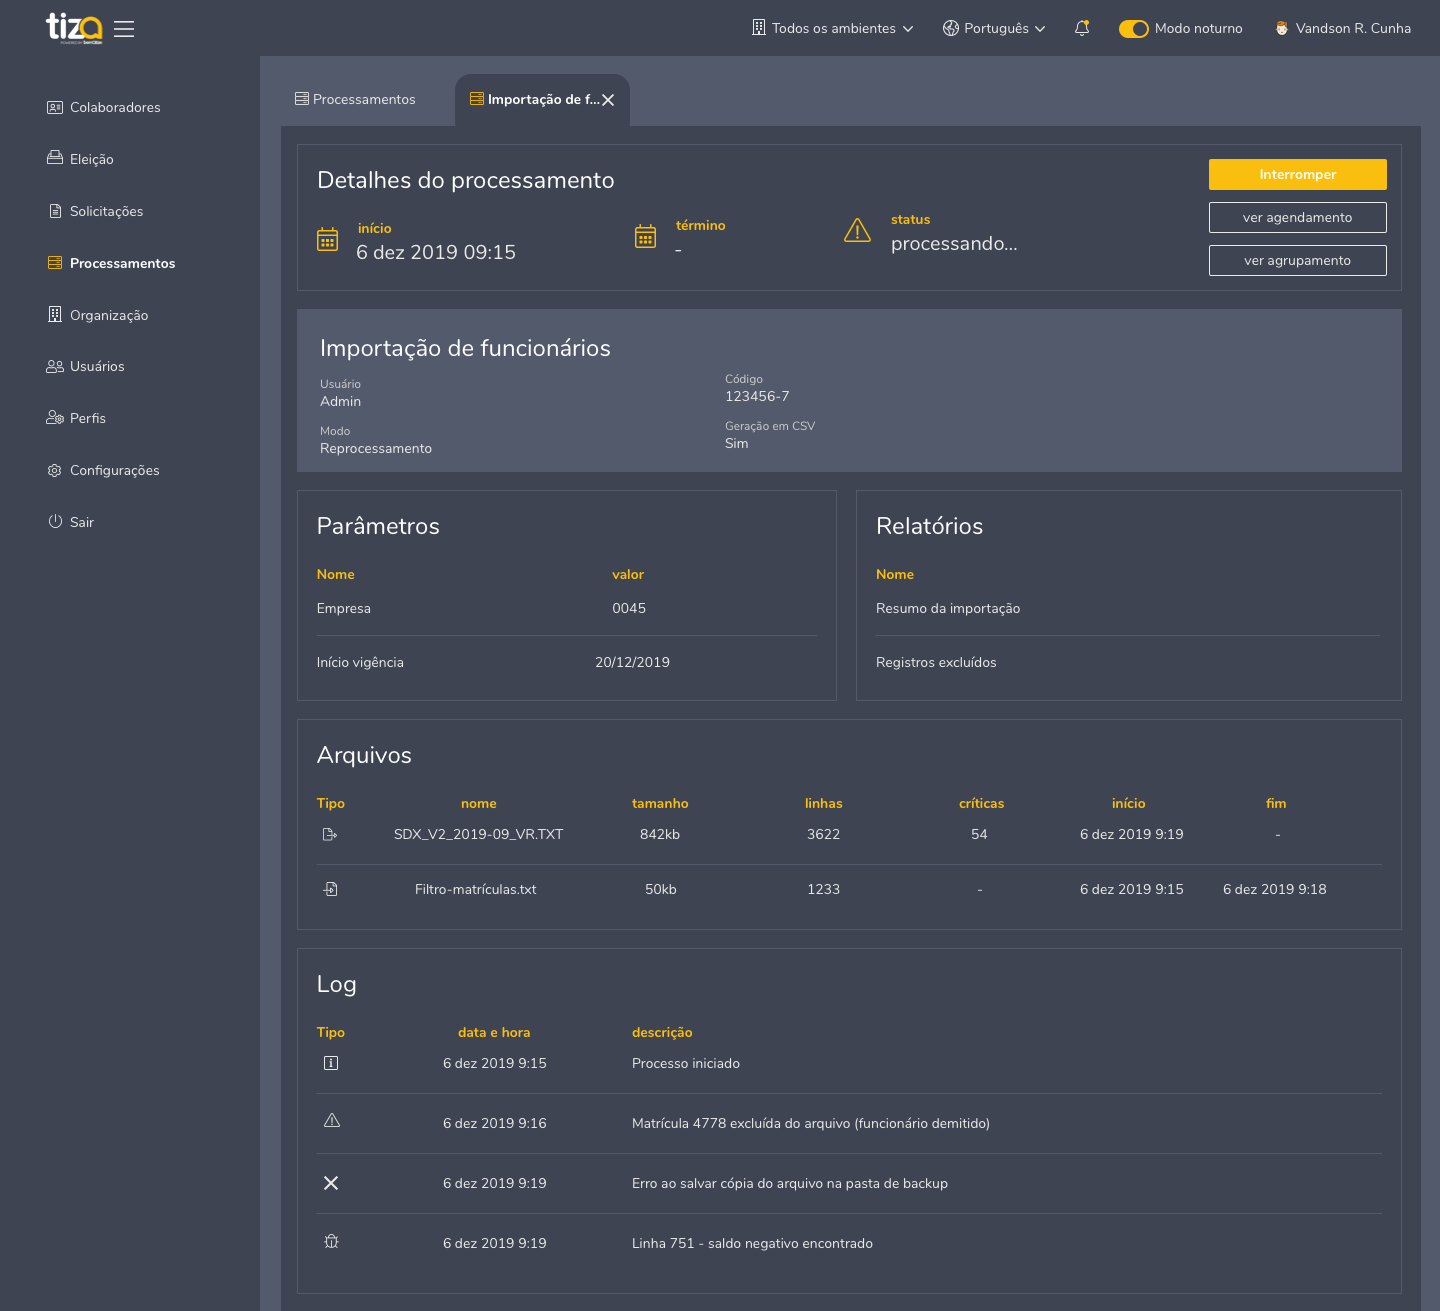 tiza
Todos os ambientes
Português
Modo noturno
Vandson R. Cunha
Colaboradores
Eleição
Solicitações
Processamentos
Organização
Usuários
Perfis
Configurações
Sair
Processamentos
Importação de f...
Detalhes do processamento
início
6 dez 2019 09:15
término
-
status
processando...
Interromper
ver agendamento
ver agrupamento
Importação de funcionários
Usuário
Admin
Modo
Reprocessamento
Código
123456-7
Geração em CSV
Sim
Parâmetros
Nome valor
Empresa 0045
Início vigência 20/12/2019
Relatórios
Nome
Resumo da importação
Registros excluídos
Arquivos
Tipo nome tamanho linhas críticas início fim
SDX_V2_2019-09_VR.TXT 842kb 3622 54 6 dez 2019 9:19 -
Filtro-matrículas.txt 50kb 1233 - 6 dez 2019 9:15 6 dez 2019 9:18
Log
Tipo data e hora descrição
6 dez 2019 9:15 Processo iniciado
6 dez 2019 9:16 Matrícula 4778 excluída do arquivo (funcionário demitido)
6 dez 2019 9:19 Erro ao salvar cópia do arquivo na pasta de backup
6 dez 2019 9:19 Linha 751 - saldo negativo encontrado